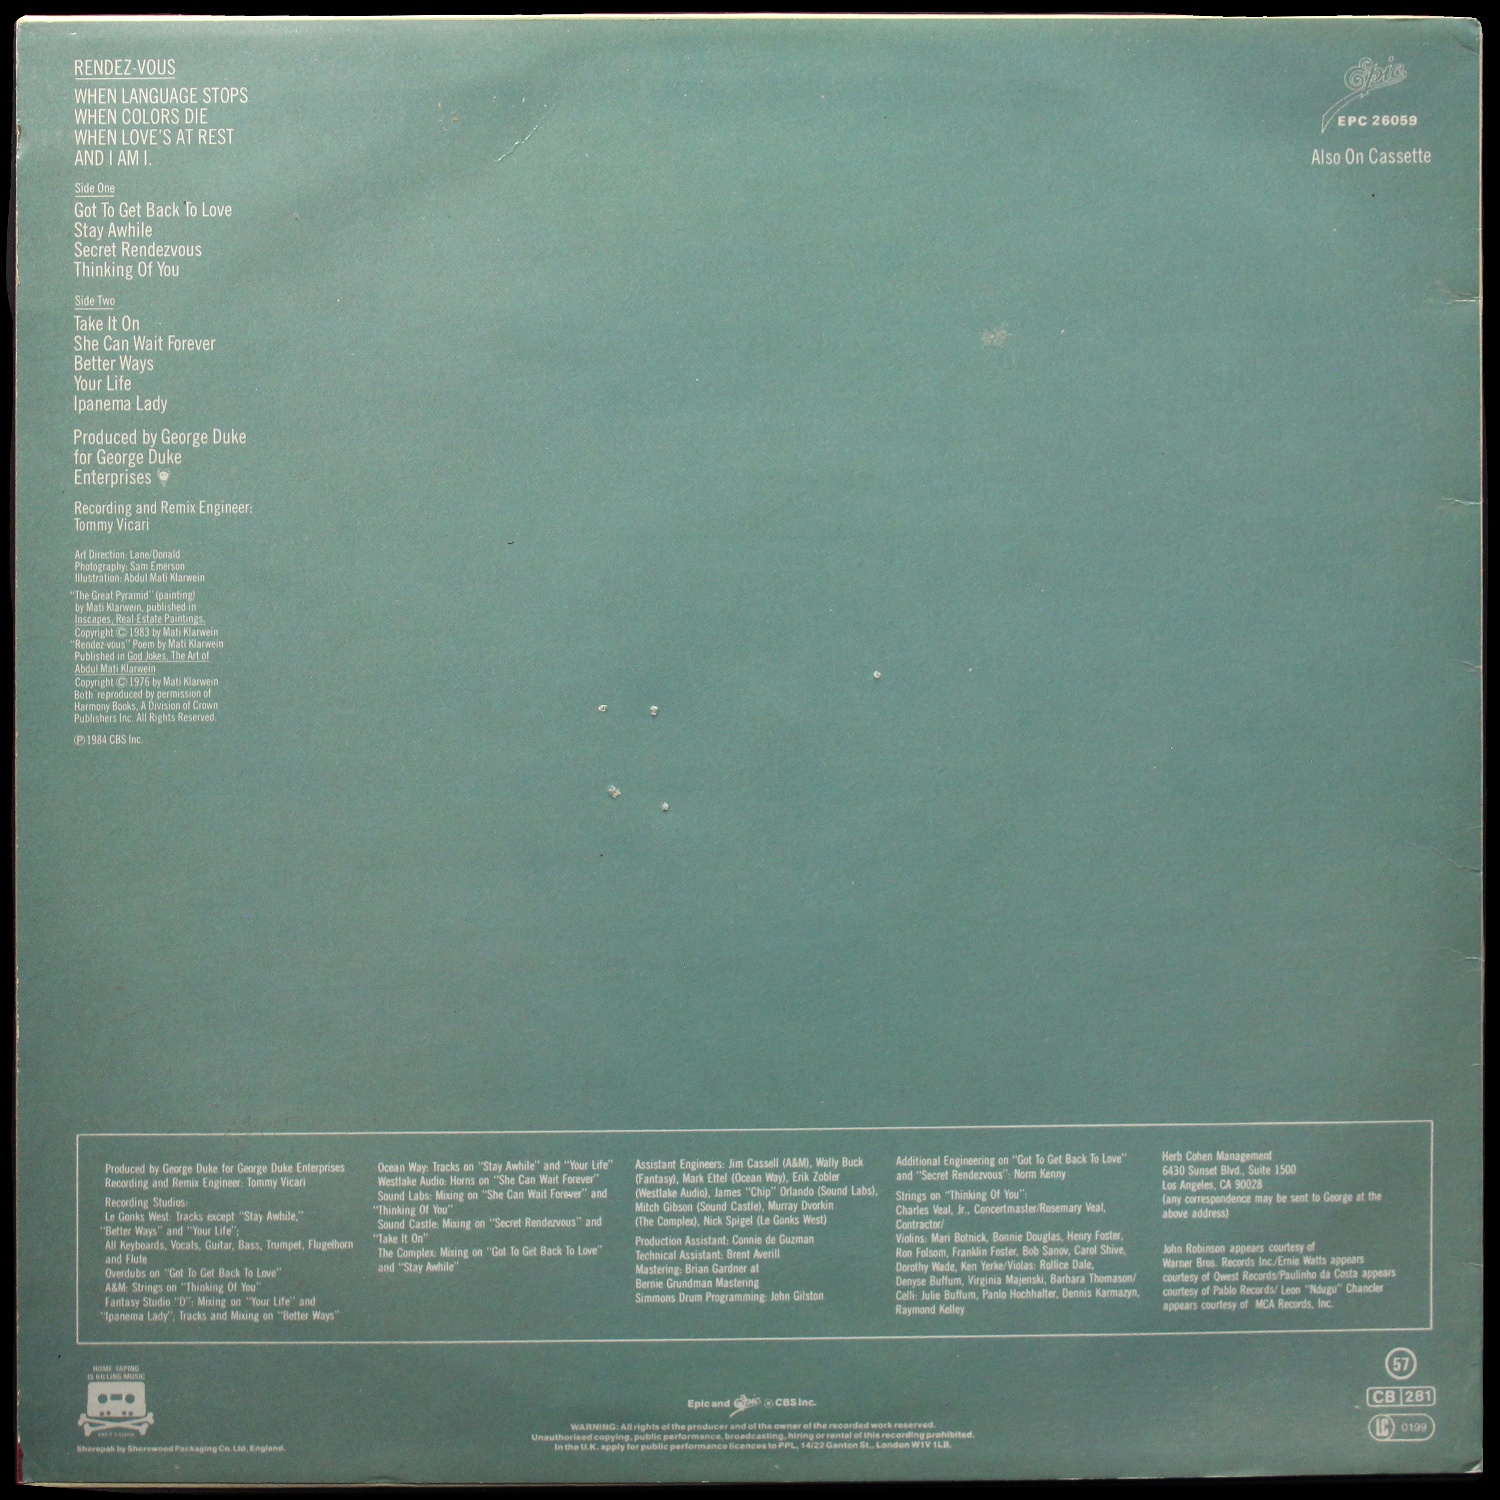 RENDEZ-VOUS
WHEN LANGUAGE STOPS
WHEN COLORS DIE
WHEN LOVE'S AT REST
AND I AM I.
Side One
Got To Get Back To Love
Stay Awhile
Secret Rendezvous
Thinking Of You
Side Two
Take It On
She Can Wait Forever
Better Ways
Your Life
Ipanema Lady
Produced by George Duke
for George Duke
Enterprises
Recording and Remix Engineer:
Tommy Vicari
Art Direction: Lane/Donald
Photography: Sam Emerson
Illustration: Abdul Mati Klarwein
"The Great Pyramid" (painting)
by Mati Klarwein, published in
Inscapes, Real Estate Paintings.
Copyright © 1983 by Mati Klarwein
"Rendez-vous" Poem by Mati Klarwein
Published in God Jokes, The Art of
Abdul Mati Klarwein
Copyright © 1976 by Mati Klarwein
Both reproduced by permission of
Harmony Books, A Division of Crown
Publishers Inc. All Rights Reserved.
℗ 1984 CBS Inc.
Epic
EPC 26059
Also On Cassette
Produced by George Duke for George Duke Enterprises
Recording and Remix Engineer: Tommy Vicari
Recording Studios:
Le Gonks West: Tracks except "Stay Awhile,"
"Better Ways" and "Your Life";
All Keyboards, Vocals, Guitar, Bass, Trumpet, Flugelhorn
and Flute
Overdubs on "Got To Get Back To Love"
A&M: Strings on "Thinking Of You"
Fantasy Studio "D": Mixing on "Your Life" and
"Ipanema Lady"; Tracks and Mixing on "Better Ways"
Ocean Way: Tracks on "Stay Awhile" and "Your Life"
Westlake Audio: Horns on "She Can Wait Forever"
Sound Labs: Mixing on "She Can Wait Forever" and
"Thinking Of You"
Sound Castle: Mixing on "Secret Rendezvous" and
"Take It On"
The Complex: Mixing on "Got To Get Back To Love"
and "Stay Awhile"
Assistant Engineers: Jim Cassell (A&M), Wally Buck
(Fantasy), Mark Ettel (Ocean Way), Erik Zobler
(Westlake Audio), James "Chip" Orlando (Sound Labs),
Mitch Gibson (Sound Castle), Murray Dvorkin
(The Complex), Nick Spigel (Le Gonks West)
Production Assistant: Connie de Guzman
Technical Assistant: Brent Averill
Mastering: Brian Gardner at
Bernie Grundman Mastering
Simmons Drum Programming: John Gilston
Additional Engineering on "Got To Get Back To Love"
and "Secret Rendezvous": Norm Kenny
Strings on "Thinking Of You":
Charles Veal, Jr., Concertmaster/Rosemary Veal,
Contractor/
Violins: Mari Botnick, Bonnie Douglas, Henry Foster,
Ron Folsom, Franklin Foster, Bob Sanov, Carol Shive,
Dorothy Wade, Ken Yerke/Violas: Rollice Dale,
Denyse Buffum, Virginia Majenski, Barbara Thomason/
Celli: Julie Buffum, Panlo Hochhalter, Dennis Karmazyn,
Raymond Kelley
Herb Cohen Management
6430 Sunset Blvd., Suite 1500
Los Angeles, CA 90028
(any correspondence may be sent to George at the
above address)
John Robinson appears courtesy of
Warner Bros. Records Inc./Ernie Watts appears
courtesy of Qwest Records/Paulinho da Costa appears
courtesy of Pablo Records/ Leon "Ndugu" Chancler
appears courtesy of MCA Records, Inc.
HOME TAPING
IS KILLING MUSIC
Shorepak by Shorewood Packaging Co. Ltd, England.
Epic and Epic ® CBS Inc.
WARNING: All rights of the producer and of the owner of the recorded work reserved.
Unauthorised copying, public performance, broadcasting, hiring or rental of this recording prohibited.
In the U.K. apply for public performance licences to PPL, 14/22 Ganton St., London W1V 1LB.
57
CB 281
LC 0199